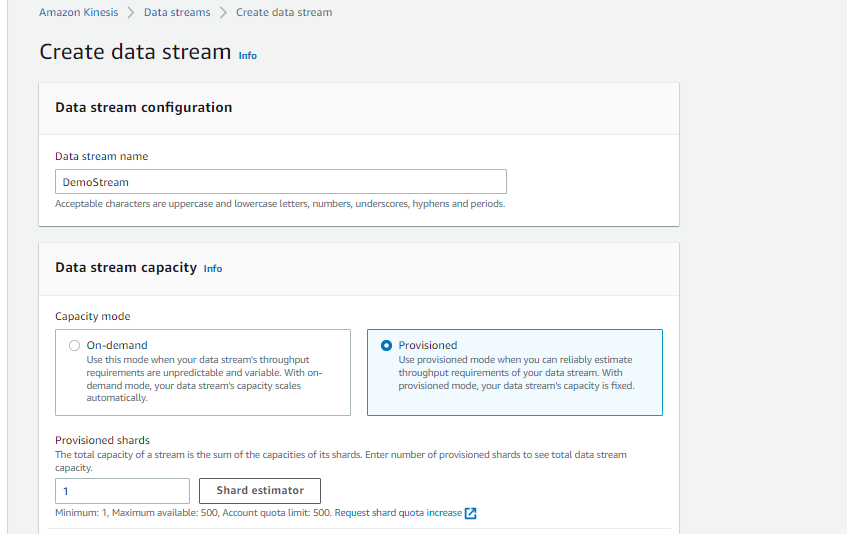 Amazon Kinesis > Data streams > Create data stream
Create data stream Info
Data stream configuration
Data stream name
DemoStream
Acceptable characters are uppercase and lowercase letters, numbers, underscores, hyphens and periods.
Data stream capacity Info
Capacity mode
On-demand
Use this mode when your data stream's throughput
requirements are unpredictable and variable. With on-
demand mode, your data stream's capacity scales
automatically.
Provisioned
Use provisioned mode when you can reliably estimate
throughput requirements of your data stream. With
provisioned mode, your data stream's capacity is fixed.
Provisioned shards
The total capacity of a stream is the sum of the capacities of its shards. Enter number of provisioned shards to see total data stream
capacity.
1
Shard estimator
Minimum: 1, Maximum available: 500, Account quota limit: 500. Request shard quota increase